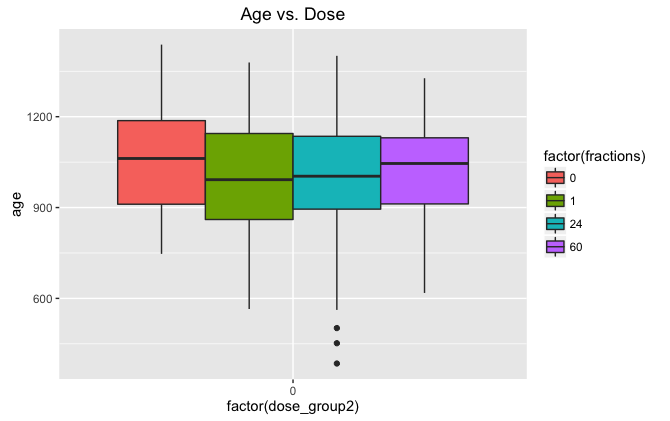 Age vs. Dose
age
1200
900
600
0
factor(dose_group2)
factor(fractions)
0
1
24
60